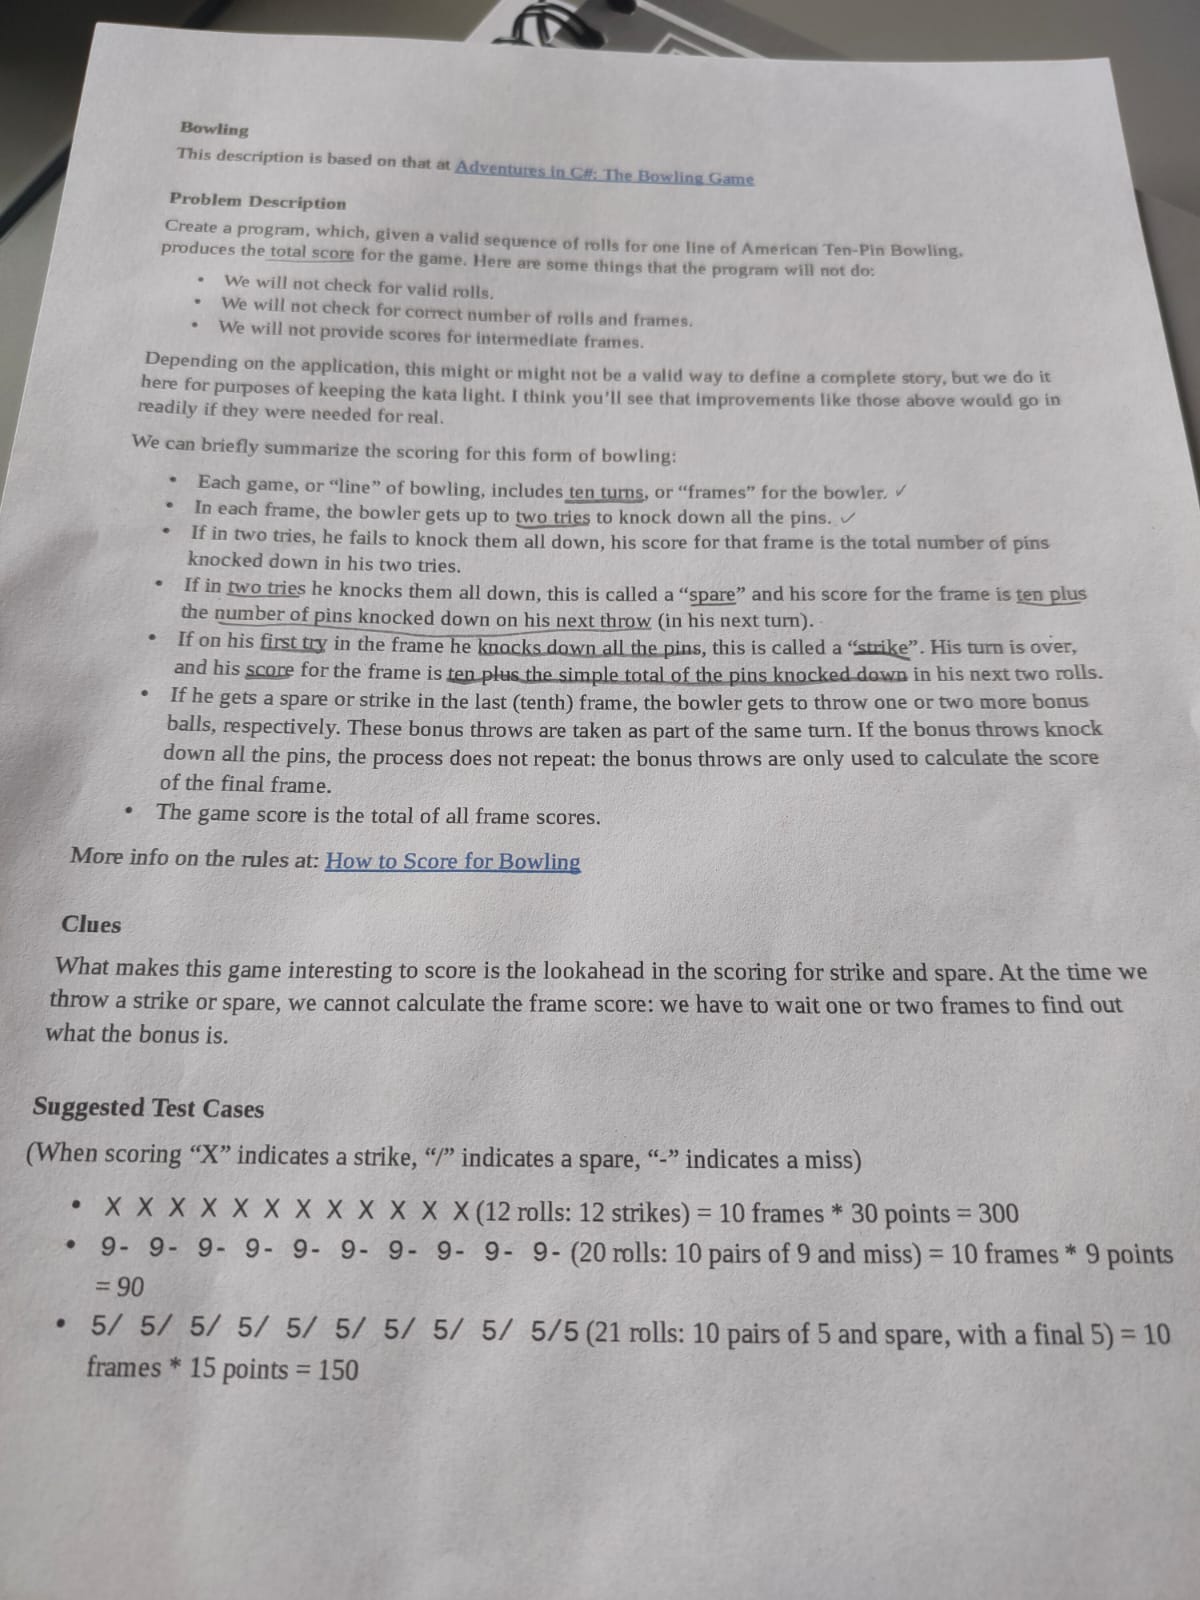 Bowling
This description is based on that at Adventures in C#: The Bowling Game
Problem Description
Create a program, which, given a valid sequence of rolls for one line of American Ten-Pin Bowling,
produces the total score for the game. Here are some things that the program will not do:
• We will not check for valid rolls.
• We will not check for correct number of rolls and frames.
• We will not provide scores for intermediate frames.
Depending on the application, this might or might not be a valid way to define a complete story, but we do it
here for purposes of keeping the kata light. I think you'll see that improvements like those above would go in
readily if they were needed for real.
We can briefly summarize the scoring for this form of bowling:
• Each game, or “line” of bowling, includes ten turns, or “frames” for the bowler. ✓
• In each frame, the bowler gets up to two tries to knock down all the pins. ✓
• If in two tries, he fails to knock them all down, his score for that frame is the total number of pins
knocked down in his two tries.
• If in two tries he knocks them all down, this is called a “spare” and his score for the frame is ten plus
the number of pins knocked down on his next throw (in his next turn).
• If on his first try in the frame he knocks down all the pins, this is called a “strike”. His turn is over,
and his score for the frame is ten plus the simple total of the pins knocked down in his next two rolls.
• If he gets a spare or strike in the last (tenth) frame, the bowler gets to throw one or two more bonus
balls, respectively. These bonus throws are taken as part of the same turn. If the bonus throws knock
down all the pins, the process does not repeat: the bonus throws are only used to calculate the score
of the final frame.
• The game score is the total of all frame scores.
More info on the rules at: How to Score for Bowling
Clues
What makes this game interesting to score is the lookahead in the scoring for strike and spare. At the time we
throw a strike or spare, we cannot calculate the frame score: we have to wait one or two frames to find out
what the bonus is.
Suggested Test Cases
(When scoring “X” indicates a strike, “/” indicates a spare, “-” indicates a miss)
• X X X X X X X X X X X X (12 rolls: 12 strikes) = 10 frames * 30 points = 300
• 9- 9- 9- 9- 9- 9- 9- 9- 9- 9- (20 rolls: 10 pairs of 9 and miss) = 10 frames * 9 points
= 90
• 5/ 5/ 5/ 5/ 5/ 5/ 5/ 5/ 5/ 5/5 (21 rolls: 10 pairs of 5 and spare, with a final 5) = 10
frames * 15 points = 150